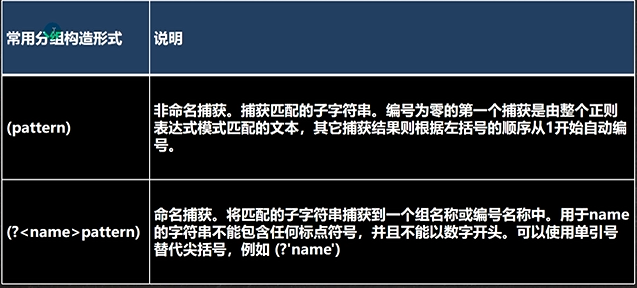 常用分组构造形式
说明
(pattern)
非命名捕获。捕获匹配的子字符串。编号为零的第一个捕获是由整个正则
表达式模式匹配的文本，其它捕获结果则根据左括号的顺序从1开始自动编
号。
(?<name>pattern)
命名捕获。将匹配的子字符串捕获到一个组名称或编号名称中。用于name
的字符串不能包含任何标点符号，并且不能以数字开头。可以使用单引号
替代尖括号，例如 (?'name')